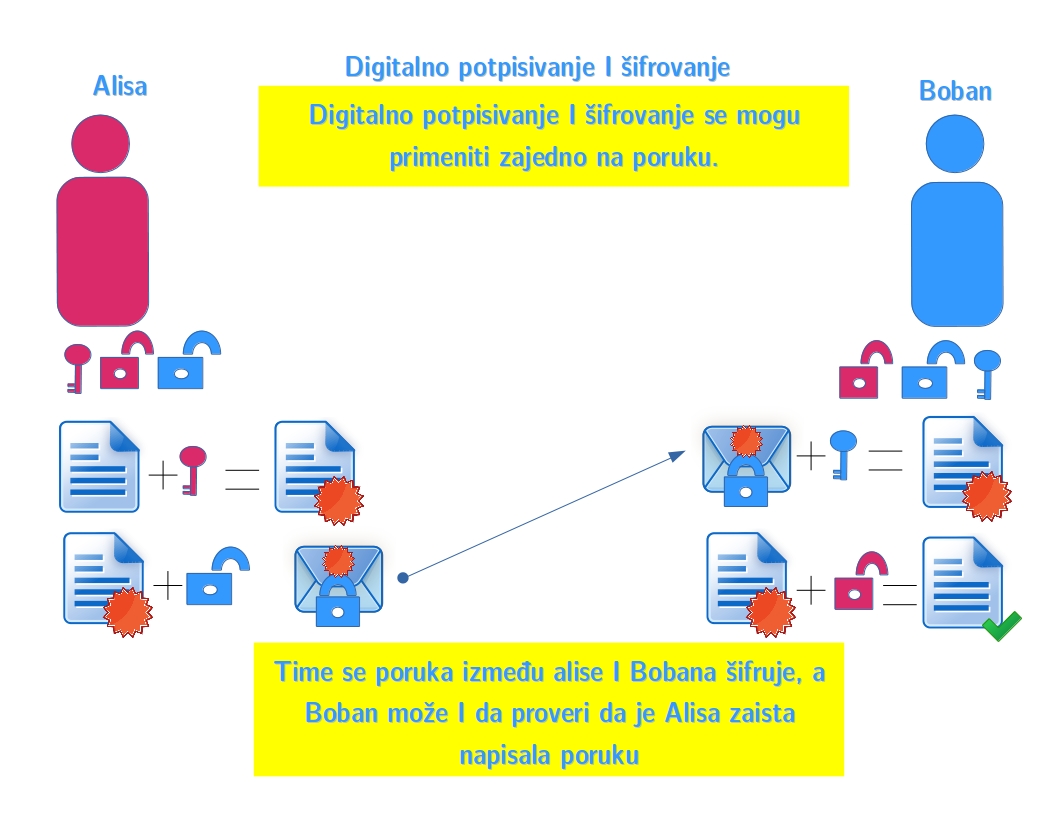 Digitalno potpisivanje I šifrovanje
Alisa
Boban
Digitalno potpisivanje I šifrovanje se mogu
primeniti zajedno na poruku.
Time se poruka između alise I Bobana šifruje, a
Boban može I da proveri da je Alisa zaista
napisala poruku